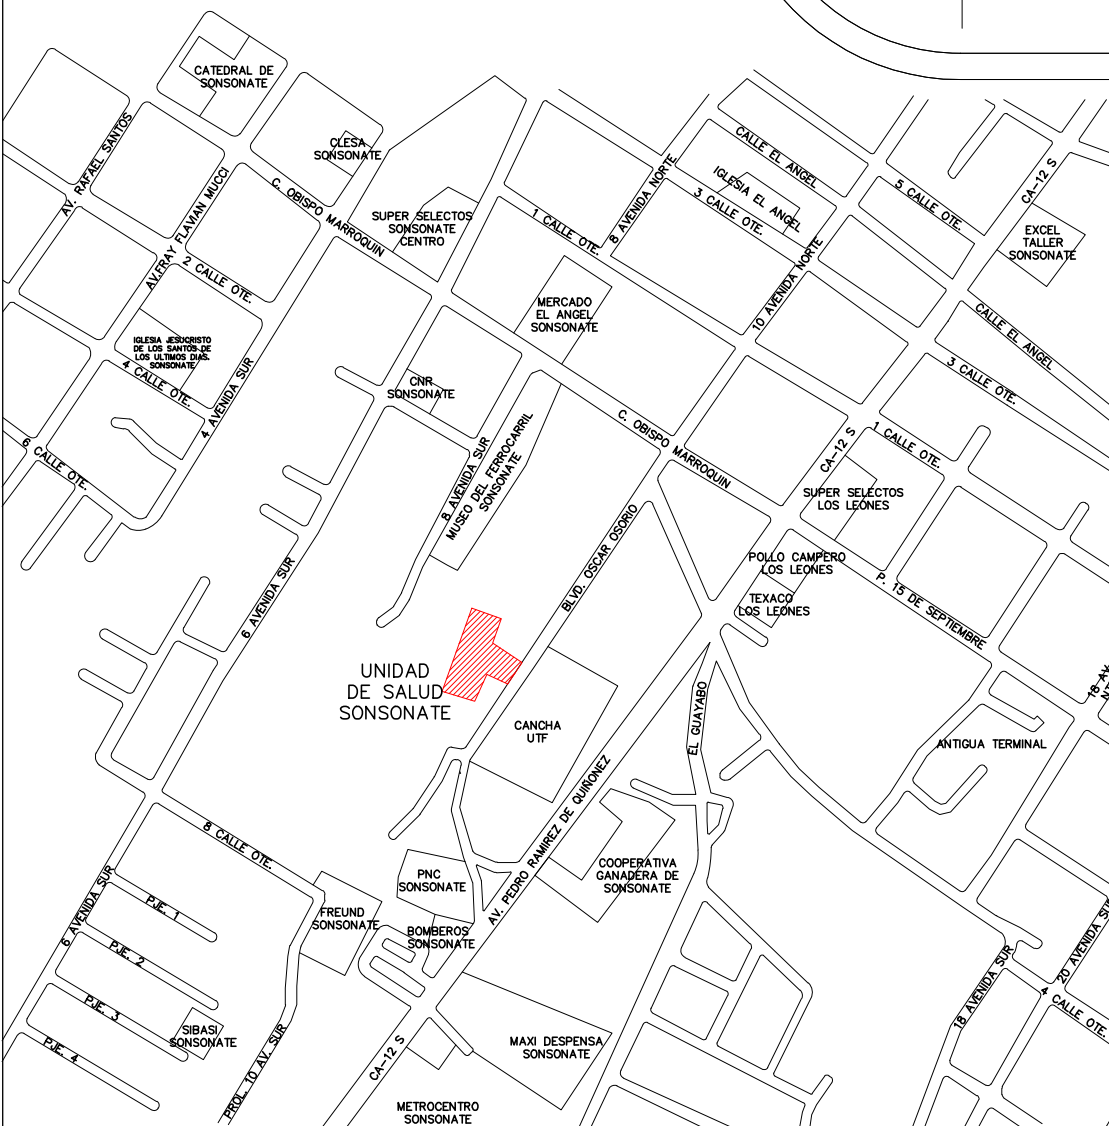 CATEDRAL DE
SONSONATE
CLESA
SONSONATE
AV. RAFAEL SANTOS
AV.FRAY FLAVIAN MUCCI
C. OBISPO MARROQUIN
SUPER SELECTOS
SONSONATE
CENTRO
1 CALLE OTE.
8 AVENIDA NORTE
CALLE EL ANGEL
IGLESIA EL ANGEL
3 CALLE OTE.
5 CALLE OTE.
CA-12 S
EXCEL
TALLER
SONSONATE
2 CALLE OTE.
10 AVENIDA NORTE
MERCADO
EL ANGEL
SONSONATE
CALLE EL ANGEL
IGLESIA JESUCRISTO
DE LOS SANTOS DE
LOS ULTIMOS DIAS.
SONSONATE
4 CALLE OTE.
4 AVENIDA SUR
CNR
SONSONATE
3 CALLE OTE.
6 CALLE OTE.
8 AVENIDA SUR
MUSEO DEL FERROCARRIL
SONSONATE
C. OBISPO MARROQUIN
CA-12 S
1 CALLE OTE.
SUPER SELECTOS
LOS LEONES
BLVD. OSCAR OSORIO
POLLO CAMPERO
LOS LEONES
6 AVENIDA SUR
TEXACO
LOS LEONES
P. 15 DE SEPTIEMBRE
UNIDAD
DE SALUD
SONSONATE
EL GUAYABO
18 AV.
CANCHA
UTF
ANTIGUA TERMINAL
AV. PEDRO RAMIREZ DE QUIÑONEZ
8 CALLE OTE.
COOPERATIVA
GANADERA DE
SONSONATE
PNC
SONSONATE
6 AVENIDA SUR
PJE. 1
FREUND
SONSONATE
BOMBEROS
SONSONATE
PJE. 2
20 AVENIDA SUR
18 AVENIDA SUR
PJE. 3
4 CALLE OTE.
SIBASI
SONSONATE
PJE. 4
PROL. 10 AV. SUR
CA-12 S
MAXI DESPENSA
SONSONATE
METROCENTRO
SONSONATE